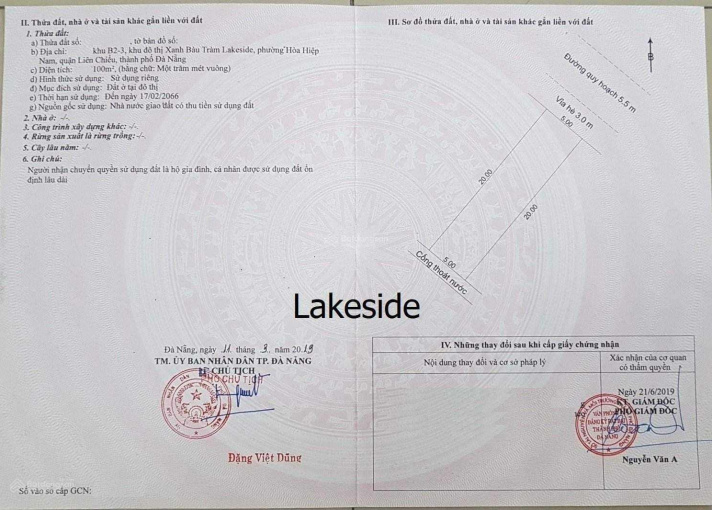 II. Thửa đất, nhà ở và tài sản khác gắn liền với đất
1. Thửa đất:
a) Thửa đất số: , tờ bản đồ số:
b) Địa chỉ: khu B2-3, khu đô thị Xanh Bàu Tràm Lakeside, phường Hòa Hiệp
Nam, quận Liên Chiểu, thành phố Đà Nẵng
c) Diện tích: 100m², (bằng chữ: Một trăm mét vuông)
d) Hình thức sử dụng: Sử dụng riêng
đ) Mục đích sử dụng: Đất ở tại đô thị
e) Thời hạn sử dụng: Đến ngày 17/02/2066
g) Nguồn gốc sử dụng: Nhà nước giao đất có thu tiền sử dụng đất
2. Nhà ở: -/-
3. Công trình xây dựng khác: -/-
4. Rừng sản xuất là rừng trồng: -/-
5. Cây lâu năm: -/-
6. Ghi chú:
Người nhận chuyển quyền sử dụng đất là hộ gia đình, cá nhân được sử dụng đất ổn
định lâu dài
Đà Nẵng, ngày 11 tháng 3 năm 2019
TM. ỦY BAN NHÂN DÂN TP. ĐÀ NẴNG
CHỦ TỊCH
PHÓ CHỦ TỊCH
Đặng Việt Dũng
Số vào sổ cấp GCN:
III. Sơ đồ thửa đất, nhà ở và tài sản khác gắn liền với đất
B
Đường quy hoạch 5.5 m
Vỉa hè 3.0 m
5.00
20.00
20.00
5.00
Cống thoát nước
Lakeside
IV. Những thay đổi sau khi cấp giấy chứng nhận
Nội dung thay đổi và cơ sở pháp lý
Xác nhận của cơ quan
có thẩm quyền
Ngày 21/6/2019
KT. GIÁM ĐỐC
PHÓ GIÁM ĐỐC
VĂN PHÒNG
ĐĂNG KÝ ĐẤT ĐAI
THÀNH PHỐ
ĐÀ NẴNG
Nguyễn Văn A